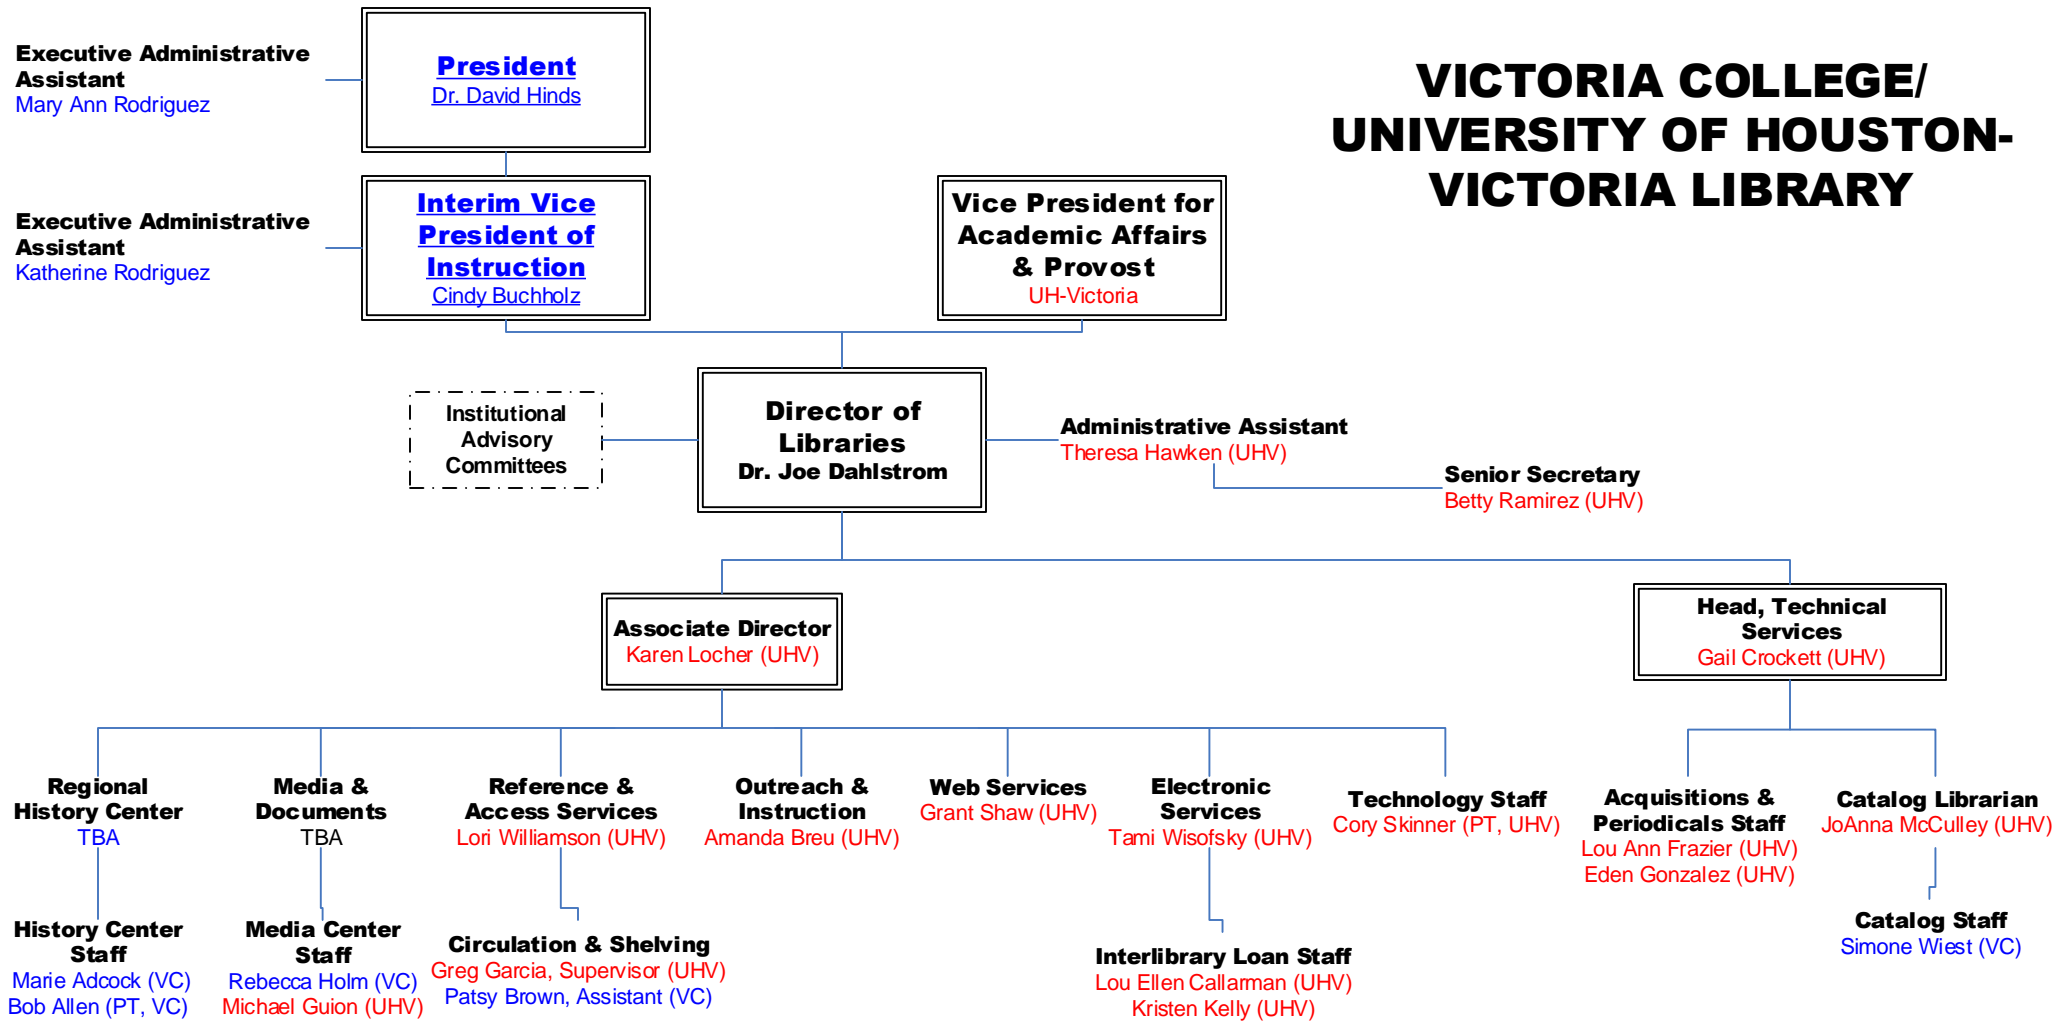 Executive Administrative
Assistant
Mary Ann Rodriguez
President
Dr. David Hinds
VICTORIA COLLEGE/
UNIVERSITY OF HOUSTON-
VICTORIA LIBRARY
Executive Administrative
Assistant
Katherine Rodriguez
Interim Vice
President of
Instruction
Cindy Buchholz
Vice President for
Academic Affairs
& Provost
UH-Victoria
Institutional
Advisory
Committees
Director of
Libraries
Dr. Joe Dahlstrom
Administrative Assistant
Theresa Hawken (UHV)
Senior Secretary
Betty Ramirez (UHV)
Associate Director
Karen Locher (UHV)
Head, Technical
Services
Gail Crockett (UHV)
Regional
History Center
TBA
Media &
Documents
TBA
Reference &
Access Services
Lori Williamson (UHV)
Outreach &
Instruction
Amanda Breu (UHV)
Web Services
Grant Shaw (UHV)
Electronic
Services
Tami Wisofsky (UHV)
Technology Staff
Cory Skinner (PT, UHV)
Acquisitions &
Periodicals Staff
Lou Ann Frazier (UHV)
Eden Gonzalez (UHV)
Catalog Librarian
JoAnna McCulley (UHV)
History Center
Staff
Marie Adcock (VC)
Bob Allen (PT, VC)
Media Center
Staff
Rebecca Holm (VC)
Michael Guion (UHV)
Circulation & Shelving
Greg Garcia, Supervisor (UHV)
Patsy Brown, Assistant (VC)
Interlibrary Loan Staff
Lou Ellen Callarman (UHV)
Kristen Kelly (UHV)
Catalog Staff
Simone Wiest (VC)